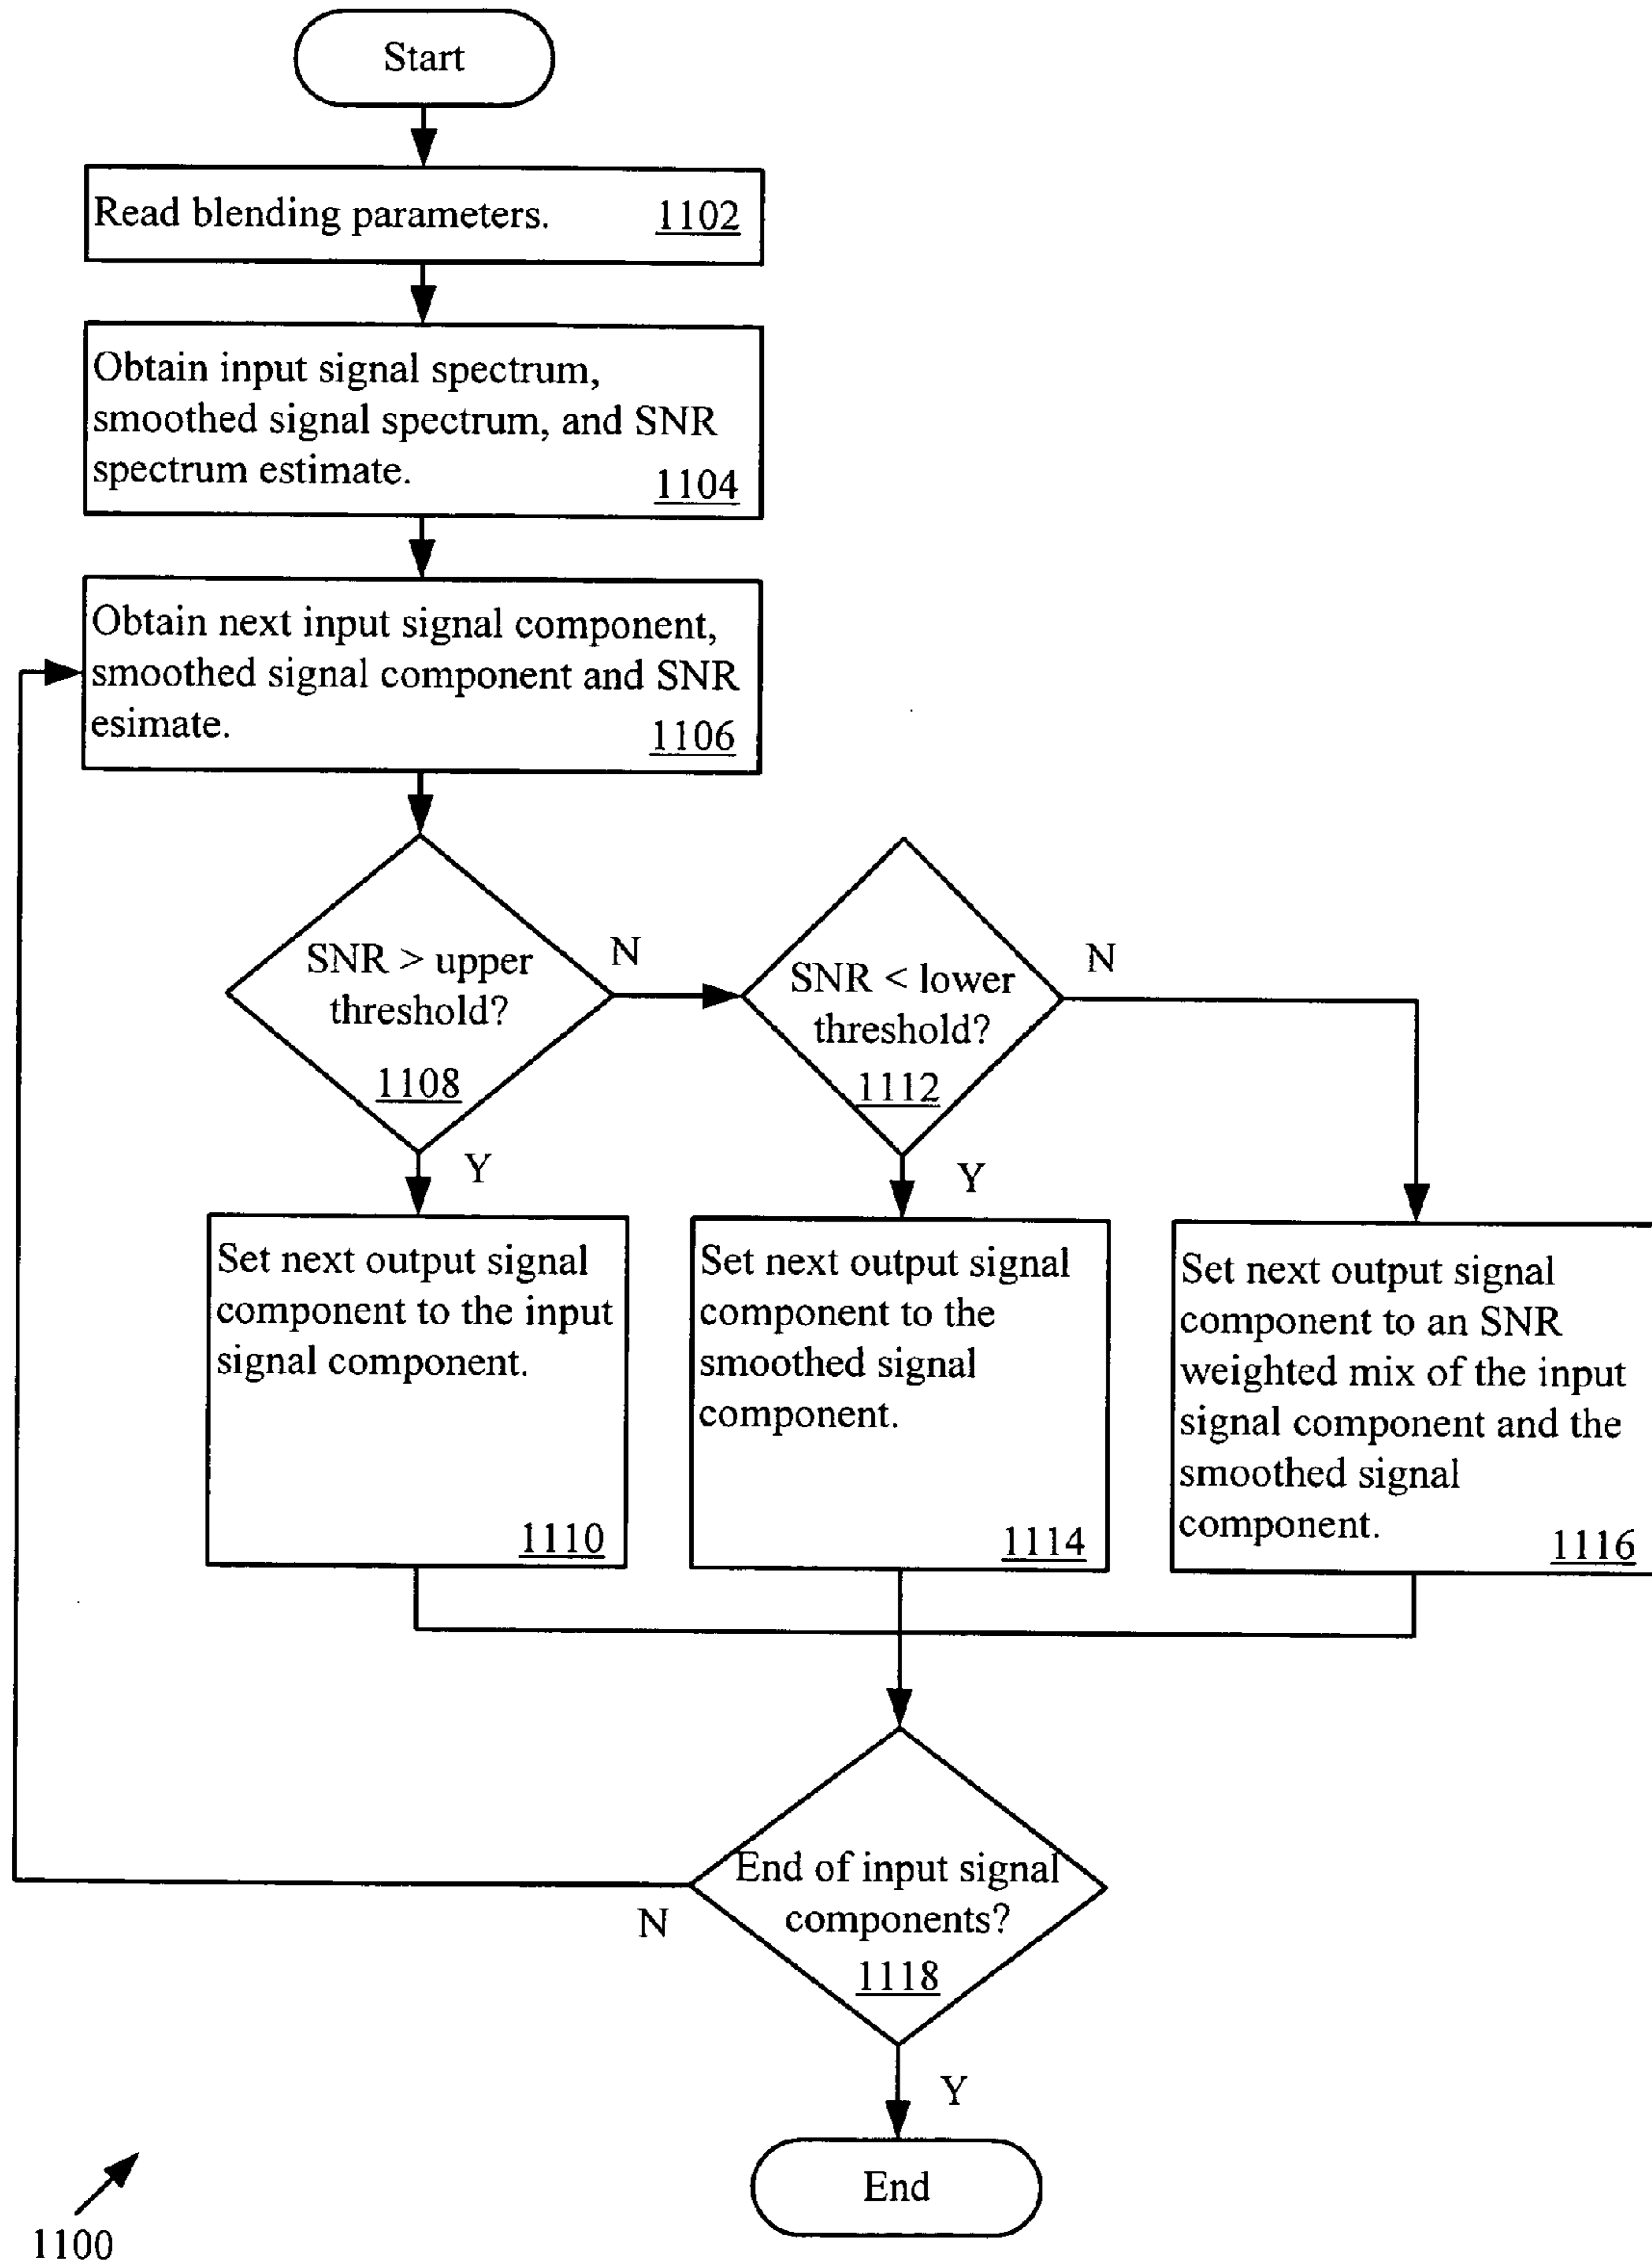 Start
Read blending parameters. 1102
Obtain input signal spectrum,
smoothed signal spectrum, and SNR
spectrum estimate. 1104
Obtain next input signal component,
smoothed signal component and SNR
esimate. 1106
SNR > upper
threshold?
1108
N
Y
SNR < lower
threshold?
1112
N
Y
Set next output signal
component to the input
signal component.
1110
Set next output signal
component to the
smoothed signal
component.
1114
Set next output signal
component to an SNR
weighted mix of the input
signal component and the
smoothed signal
component.
1116
End of input signal
components?
1118
N
Y
End
1100